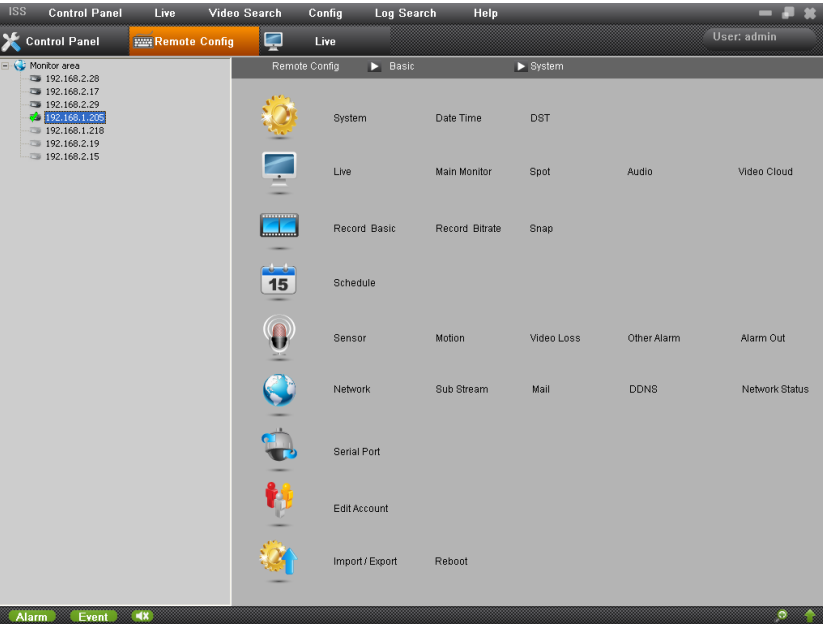 ISS Control Panel Live Video Search Config Log Search Help
User: admin
Control Panel Remote Config Live
Monitor area
192.168.2.28
192.168.2.17
192.168.2.29
192.168.1.205
192.168.1.218
192.168.2.19
192.168.2.15
Remote Config Basic System
System Date Time DST
Live Main Monitor Spot Audio Video Cloud
Record Basic Record Bitrate Snap
15 Schedule
Sensor Motion Video Loss Other Alarm Alarm Out
Network Sub Stream Mail DDNS Network Status
Serial Port
Edit Account
Import / Export Reboot
Alarm Event